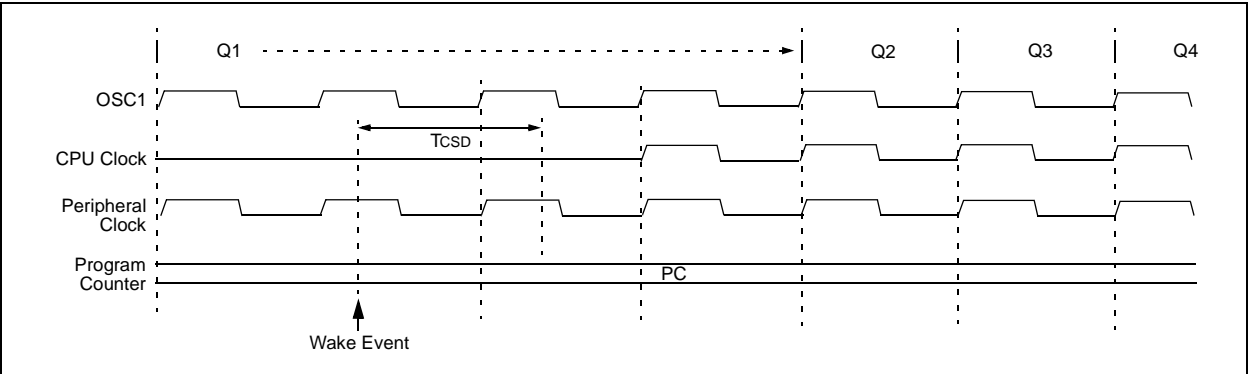 Q1 Q2 Q3 Q4
OSC1
TCSD
CPU Clock
Peripheral
Clock
Program
Counter
PC
Wake Event